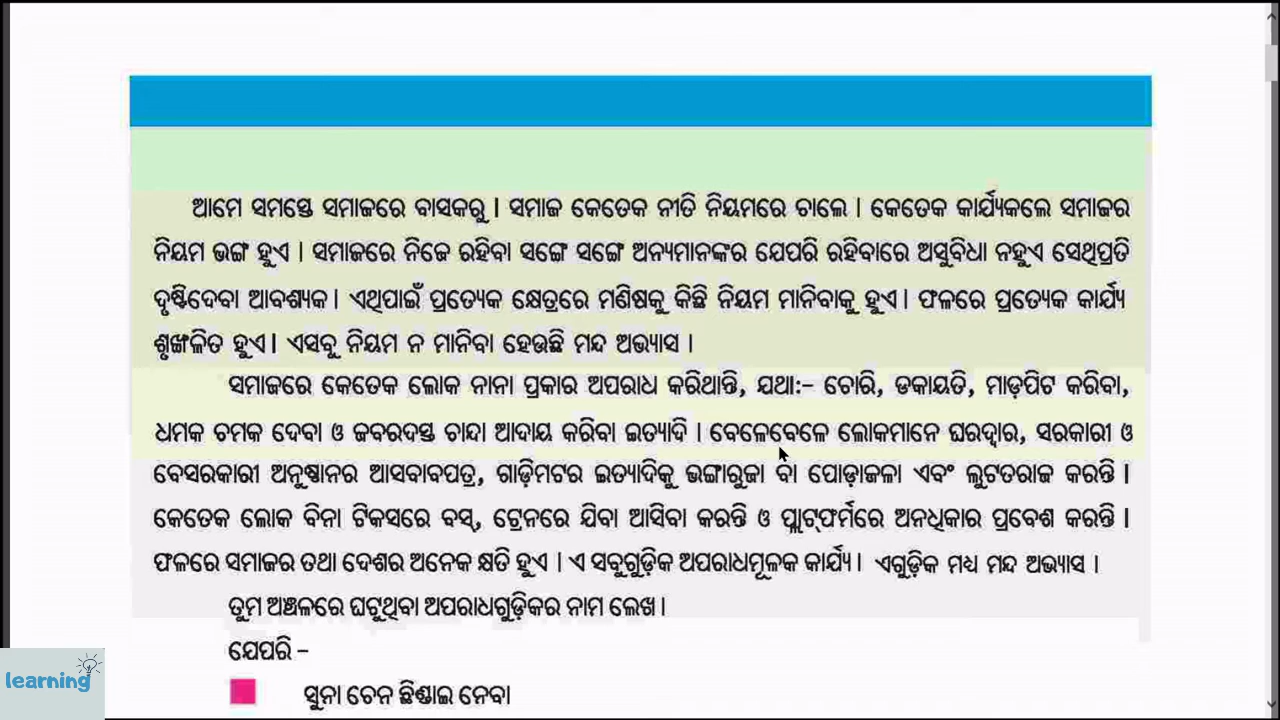 ଆମେ ସମସ୍ତେ ସମାଜରେ ବାସକରୁ । ସମାଜ କେତେକ ନୀତି ନିୟମରେ ଚାଲେ । କେତେକ କାର୍ଯ୍ୟକଲେ ସମାଜର
ନିୟମ ଭଙ୍ଗ ହୁଏ । ସମାଜରେ ନିଜେ ରହିବା ସଙ୍ଗେ ସଙ୍ଗେ ଅନ୍ୟମାନଙ୍କର ଯେପରି ରହିବାରେ ଅସୁବିଧା ନହୁଏ ସେଥିପ୍ରତି
ଦୃଷ୍ଟିଦେବା ଆବଶ୍ୟକ । ଏଥିପାଇଁ ପ୍ରତ୍ୟେକ କ୍ଷେତ୍ରରେ ମଣିଷକୁ କିଛି ନିୟମ ମାନିବାକୁ ହୁଏ । ଫଳରେ ପ୍ରତ୍ୟେକ କାର୍ଯ୍ୟ
ଶୃଙ୍ଖଳିତ ହୁଏ । ଏସବୁ ନିୟମ ନ ମାନିବା ହେଉଛି ମନ୍ଦ ଅଭ୍ୟାସ ।
ସମାଜରେ କେତେକ ଲୋକ ନାନା ପ୍ରକାର ଅପରାଧ କରିଥାନ୍ତି, ଯଥା:- ଚୋରି, ଡକାୟତି, ମାଡ଼ପିଟ କରିବା,
ଧମକ ଚମକ ଦେବା ଓ ଜବରଦସ୍ତ ଚାନ୍ଦା ଆଦାୟ କରିବା ଇତ୍ୟାଦି । ବେଳେବେଳେ ଲୋକମାନେ ଘରଦ୍ୱାର, ସରକାରୀ ଓ
ବେସରକାରୀ ଅନୁଷ୍ଠାନର ଆସବାବପତ୍ର, ଗାଡ଼ିମଟର ଇତ୍ୟାଦିକୁ ଭଙ୍ଗାରୁଜା ବା ପୋଡ଼ାଜଳା ଏବଂ ଲୁଟତରାଜ କରନ୍ତି ।
କେତେକ ଲୋକ ବିନା ଟିକସରେ ବସ୍, ଟ୍ରେନରେ ଯିବା ଆସିବା କରନ୍ତି ଓ ପ୍ଲାଟ୍‌ଫର୍ମରେ ଅନଧିକାର ପ୍ରବେଶ କରନ୍ତି ।
ଫଳରେ ସମାଜର ତଥା ଦେଶର ଅନେକ କ୍ଷତି ହୁଏ । ଏ ସବୁଗୁଡ଼ିକ ଅପରାଧମୂଳକ କାର୍ଯ୍ୟ । ଏଗୁଡ଼ିକ ମଧ୍ୟ ମନ୍ଦ ଅଭ୍ୟାସ ।
ତୁମ ଅଞ୍ଚଳରେ ଘଟୁଥିବା ଅପରାଧଗୁଡ଼ିକର ନାମ ଲେଖ ।
ଯେପରି –
ସୁନା ଚେନ ଛିଣ୍ଡାଇ ନେବା
learning